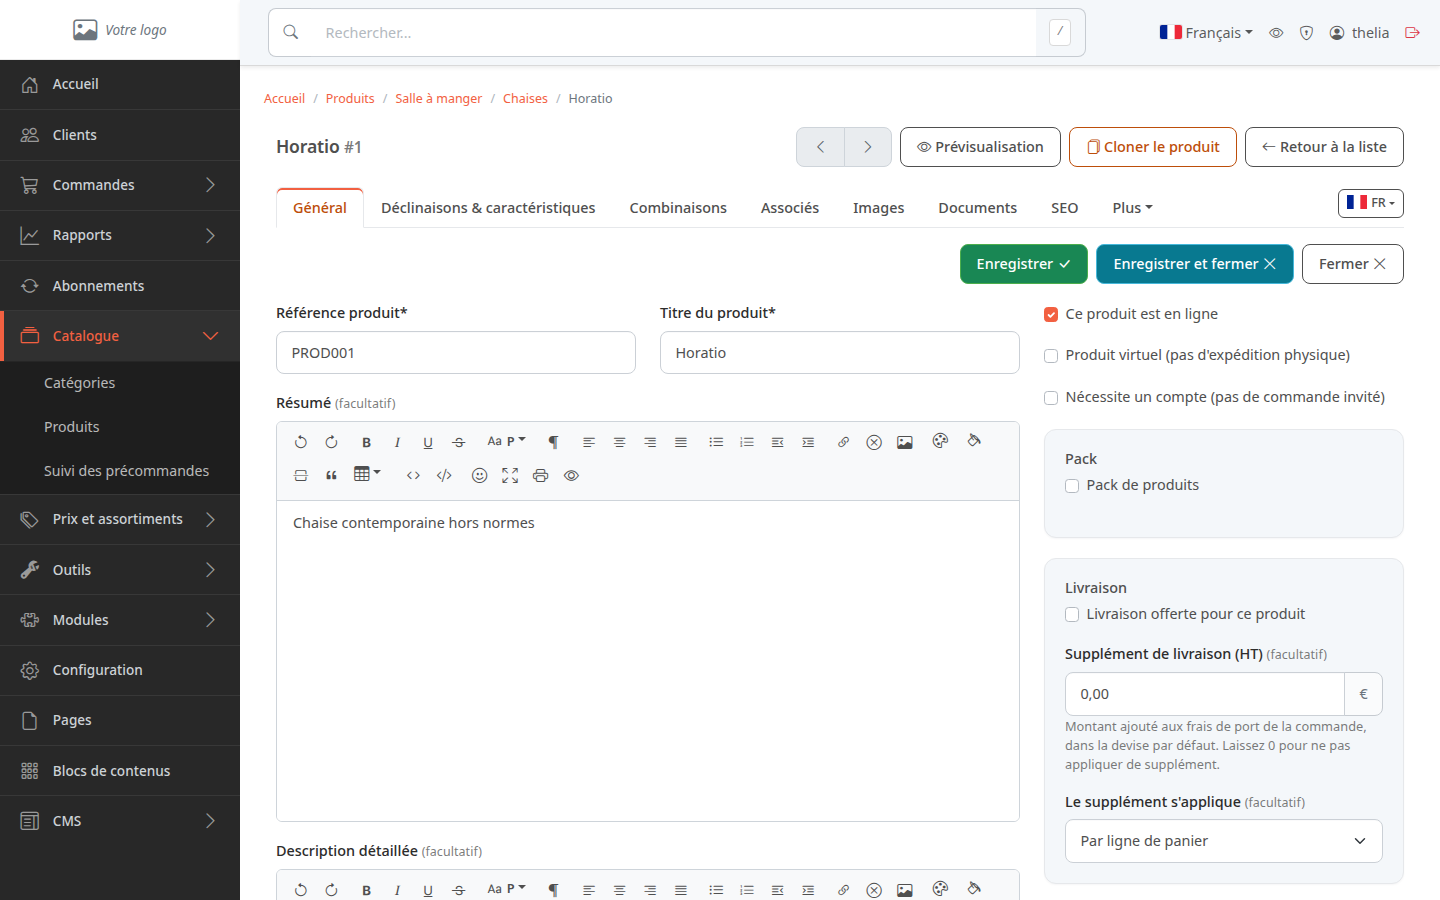 Votre logo
Rechercher...
/
Français
thelia
Accueil
Clients
Commandes
Rapports
Abonnements
Catalogue
Catégories
Produits
Suivi des précommandes
Prix et assortiments
Outils
Modules
Configuration
Pages
Blocs de contenus
CMS
Accueil / Produits / Salle à manger / Chaises / Horatio
Horatio #1
Prévisualisation
Cloner le produit
Retour à la liste
Général
Déclinaisons & caractéristiques
Combinaisons
Associés
Images
Documents
SEO
Plus
FR
Enregistrer
Enregistrer et fermer
Fermer
Référence produit*
PROD001
Titre du produit*
Horatio
Résumé (facultatif)
B I U S Aa P ¶
Chaise contemporaine hors normes
Description détaillée (facultatif)
B I U S Aa P ¶
Ce produit est en ligne
Produit virtuel (pas d'expédition physique)
Nécessite un compte (pas de commande invité)
Pack
Pack de produits
Livraison
Livraison offerte pour ce produit
Supplément de livraison (HT) (facultatif)
0,00 €
Montant ajouté aux frais de port de la commande,
dans la devise par défaut. Laissez 0 pour ne pas
appliquer de supplément.
Le supplément s'applique (facultatif)
Par ligne de panier